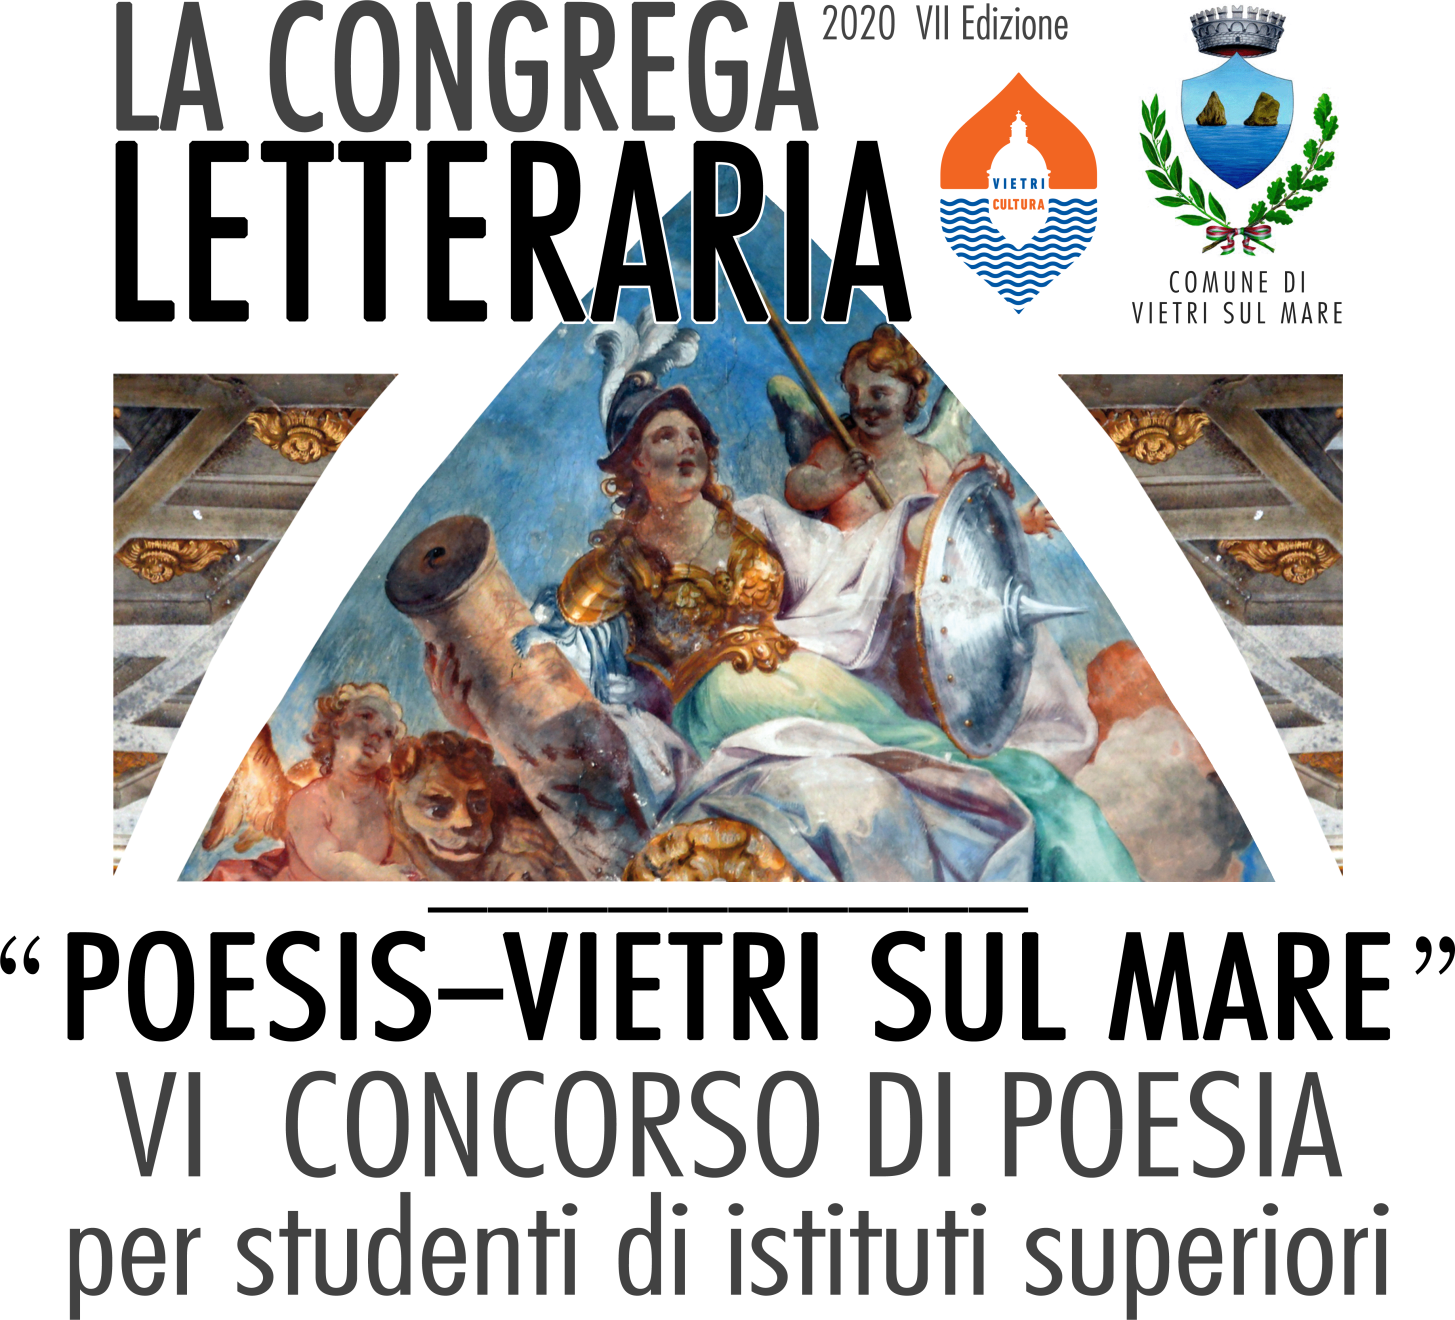 LA CONGREGA
2020 VII Edizione
LETTERARIA
VIETRI
CULTURA
COMUNE DI
VIETRI SUL MARE
“POESIS–VIETRI SUL MARE”
VI CONCORSO DI POESIA
per studenti di istituti superiori